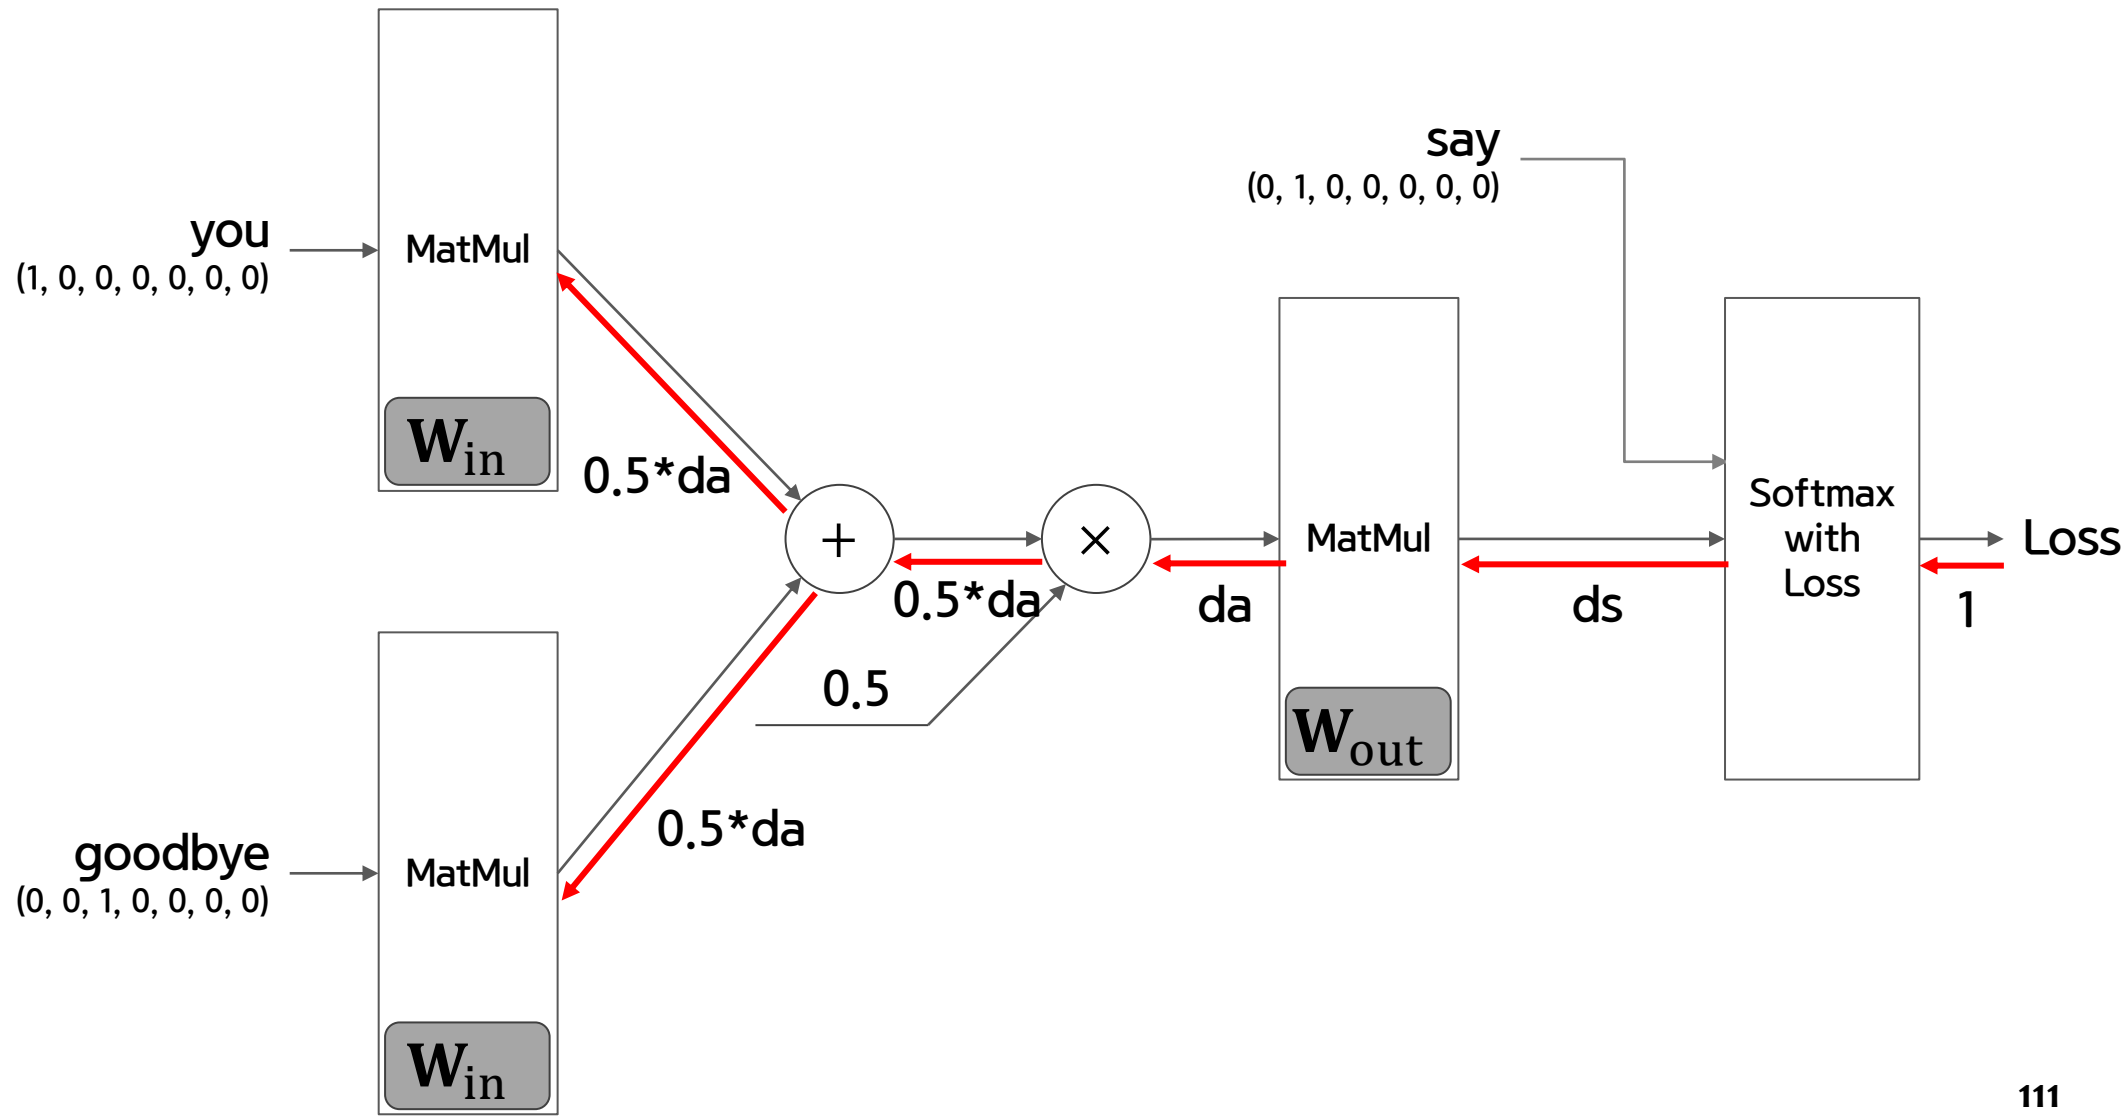 you
(1, 0, 0, 0, 0, 0, 0)
MatMul
W_in
0.5*da
say
(0, 1, 0, 0, 0, 0, 0)
+
0.5*da
×
0.5
da
MatMul
W_out
ds
Softmax
with
Loss
1
Loss
goodbye
(0, 0, 1, 0, 0, 0, 0)
MatMul
W_in
0.5*da
111